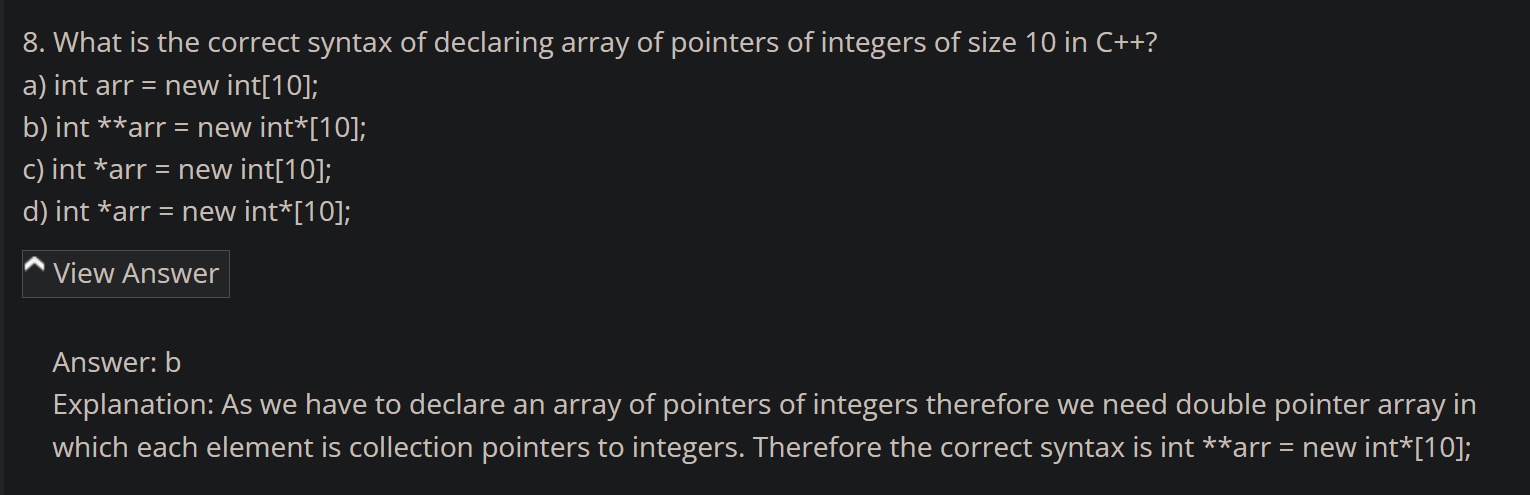 8. What is the correct syntax of declaring array of pointers of integers of size 10 in C++?
a) int arr = new int[10];
b) int **arr = new int*[10];
c) int *arr = new int[10];
d) int *arr = new int*[10];
View Answer
Answer: b
Explanation: As we have to declare an array of pointers of integers therefore we need double pointer array in
which each element is collection pointers to integers. Therefore the correct syntax is int **arr = new int*[10];